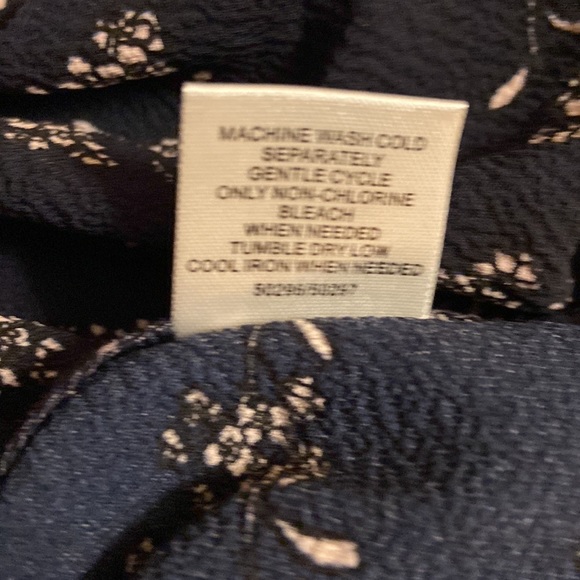 MACHINE WASH COLD
SEPARATELY
GENTLE CYCLE
ONLY NON-CHLORINE
BLEACH
WHEN NEEDED
TUMBLE DRY LOW
COOL IRON WHEN NEEDED
50296/50297